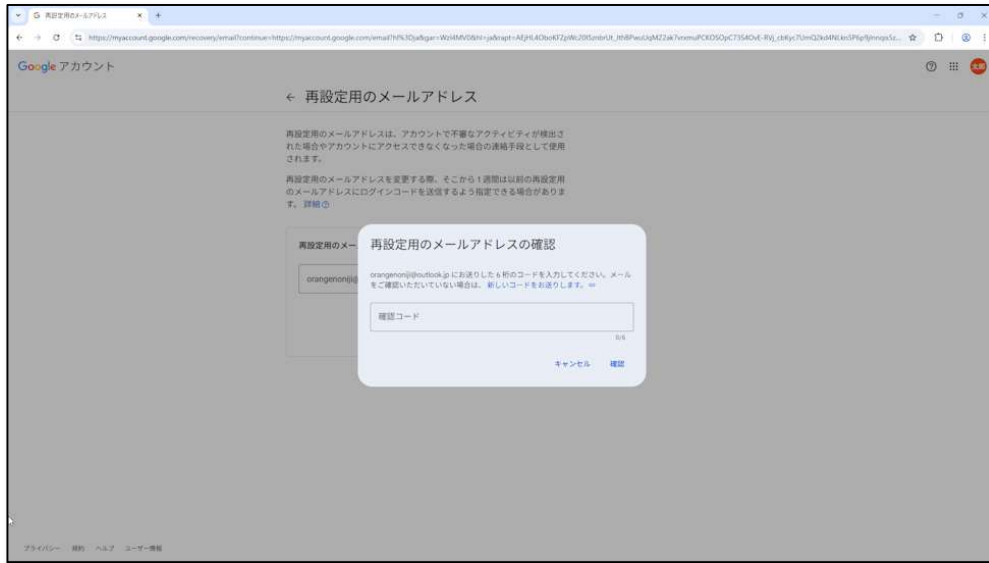 再設定用のメールアドレス
Google アカウント
太郎
← 再設定用のメールアドレス
再設定用のメールアドレスは、アカウントで不審なアクティビティが検出さ
れた場合やアカウントにアクセスできなくなった場合の連絡手段として使用
されます。
再設定用のメールアドレスを変更する際、そこから1週間は以前の再設定用
のメールアドレスにログインコードを送信するよう指定できる場合がありま
す。 詳細
再設定用のメー
orangenoniji@
再設定用のメールアドレスの確認
orangenoniji@outlook.jp にお送りした 6 桁のコードを入力してください。メール
をご確認いただいていない場合は、新しいコードをお送りします。
確認コード
0/6
キャンセル 確認
プライバシー 規約 ヘルプ ユーザー情報